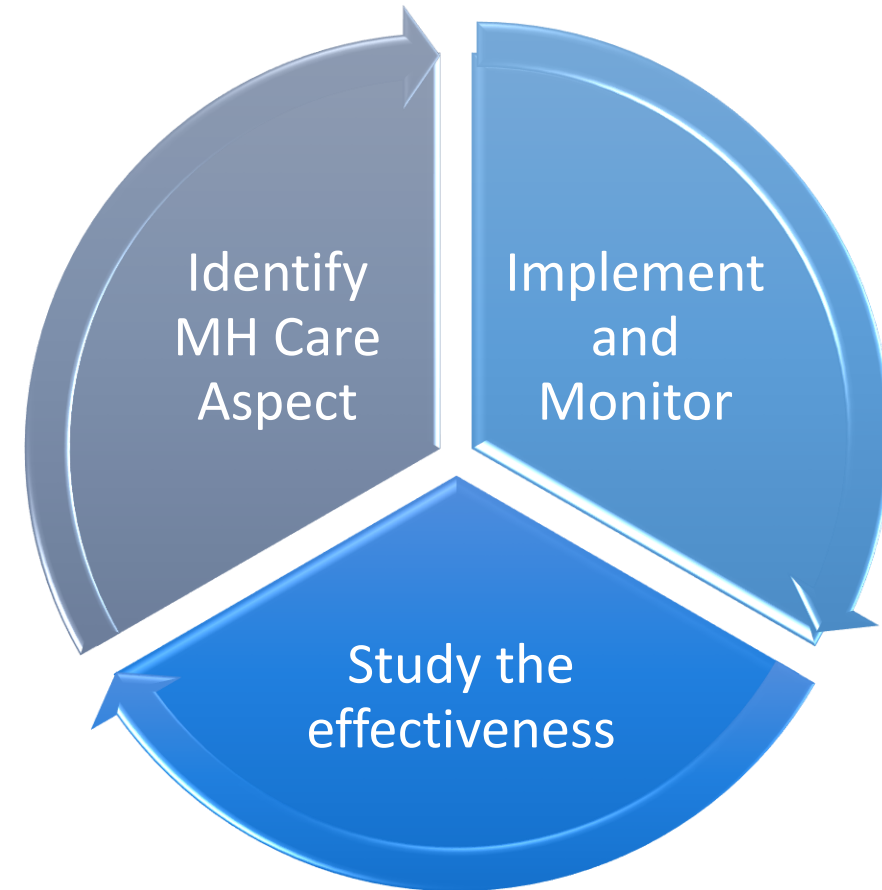 Identify
MH Care
Aspect
Implement
and
Monitor
Study the
effectiveness